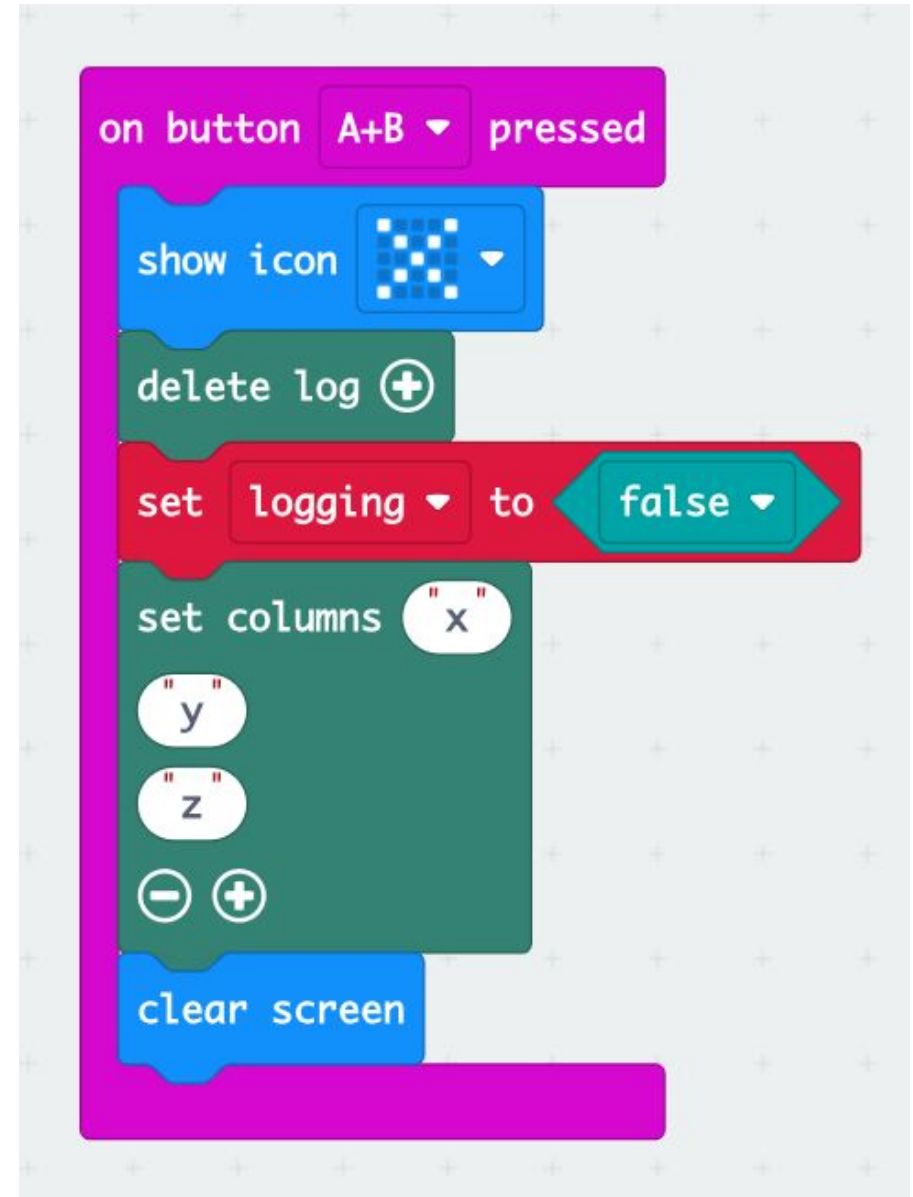 on button A+B pressed
show icon
delete log
set logging to false
set columns "x"
"y"
"z"
clear screen